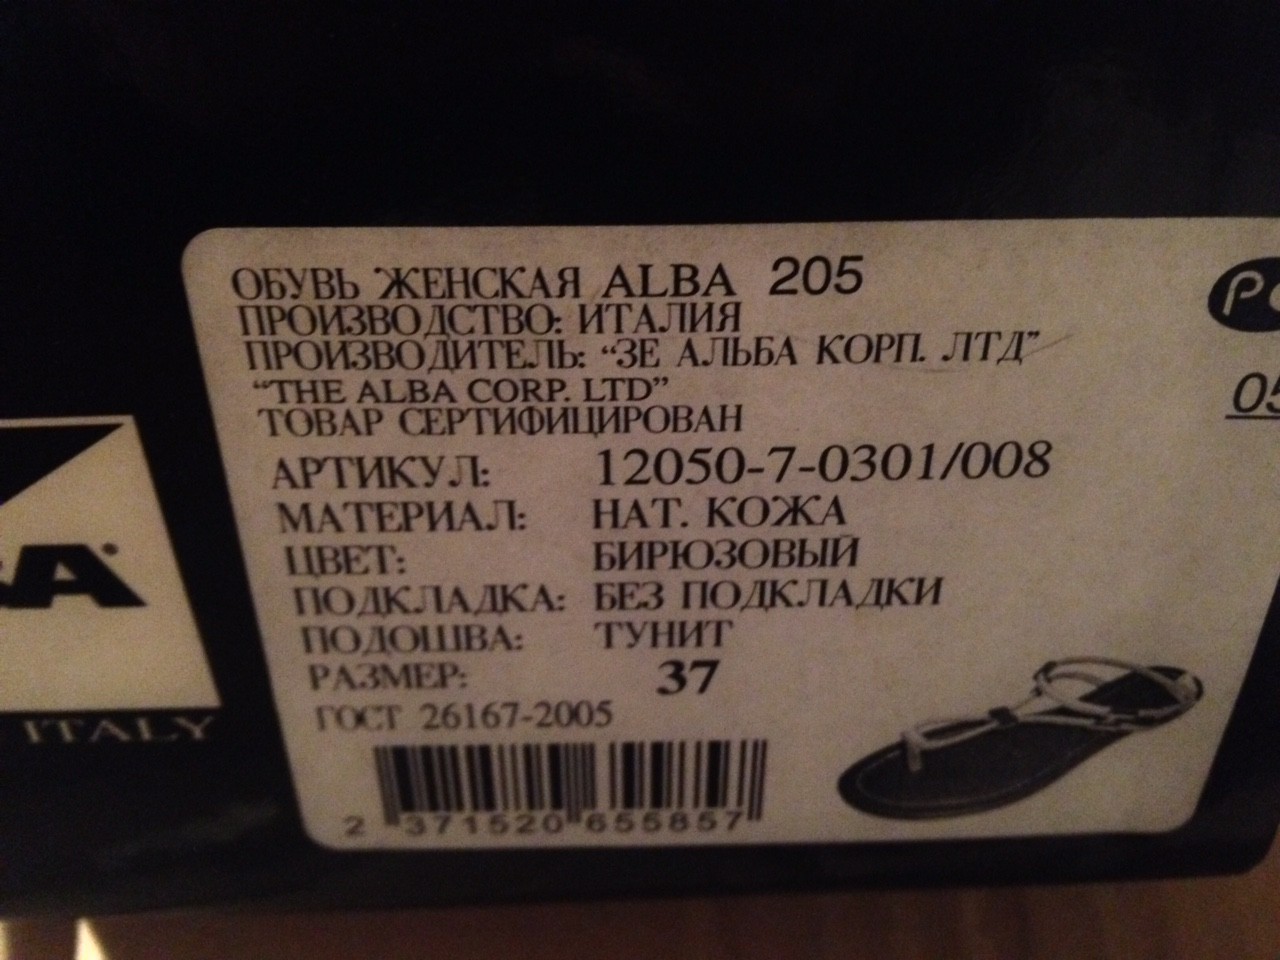 ОБУВЬ ЖЕНСКАЯ ALBA 205
ПРОИЗВОДСТВО: ИТАЛИЯ
ПРОИЗВОДИТЕЛЬ: “ЗЕ АЛЬБА КОРП. ЛТД”
“THE ALBA CORP. LTD”
ТОВАР СЕРТИФИЦИРОВАН
АРТИКУЛ: 12050-7-0301/008
МАТЕРИАЛ: НАТ. КОЖА
ЦВЕТ: БИРЮЗОВЫЙ
ПОДКЛАДКА: БЕЗ ПОДКЛАДКИ
ПОДОШВА: ТУНИТ
РАЗМЕР: 37
ГОСТ 26167-2005
2 371520 655857
ITALY